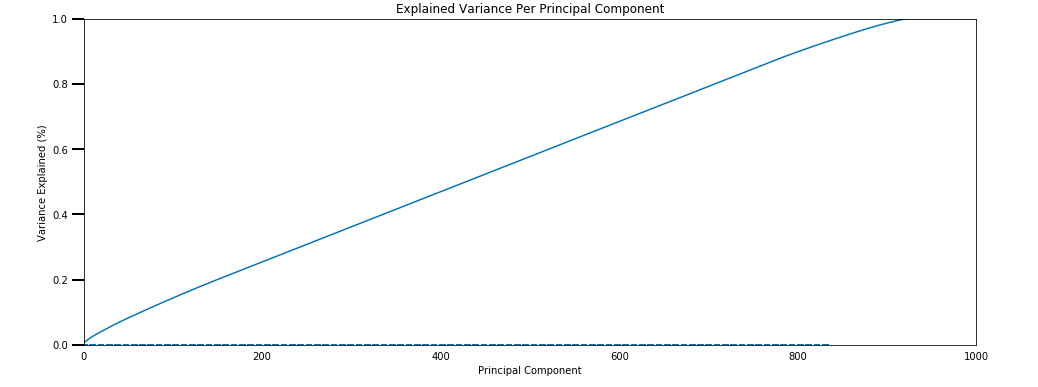 Explained Variance Per Principal Component
1.0
0.8
0.6
0.4
0.2
0.0
Variance Explained (%)
0 200 400 600 800 1000
Principal Component